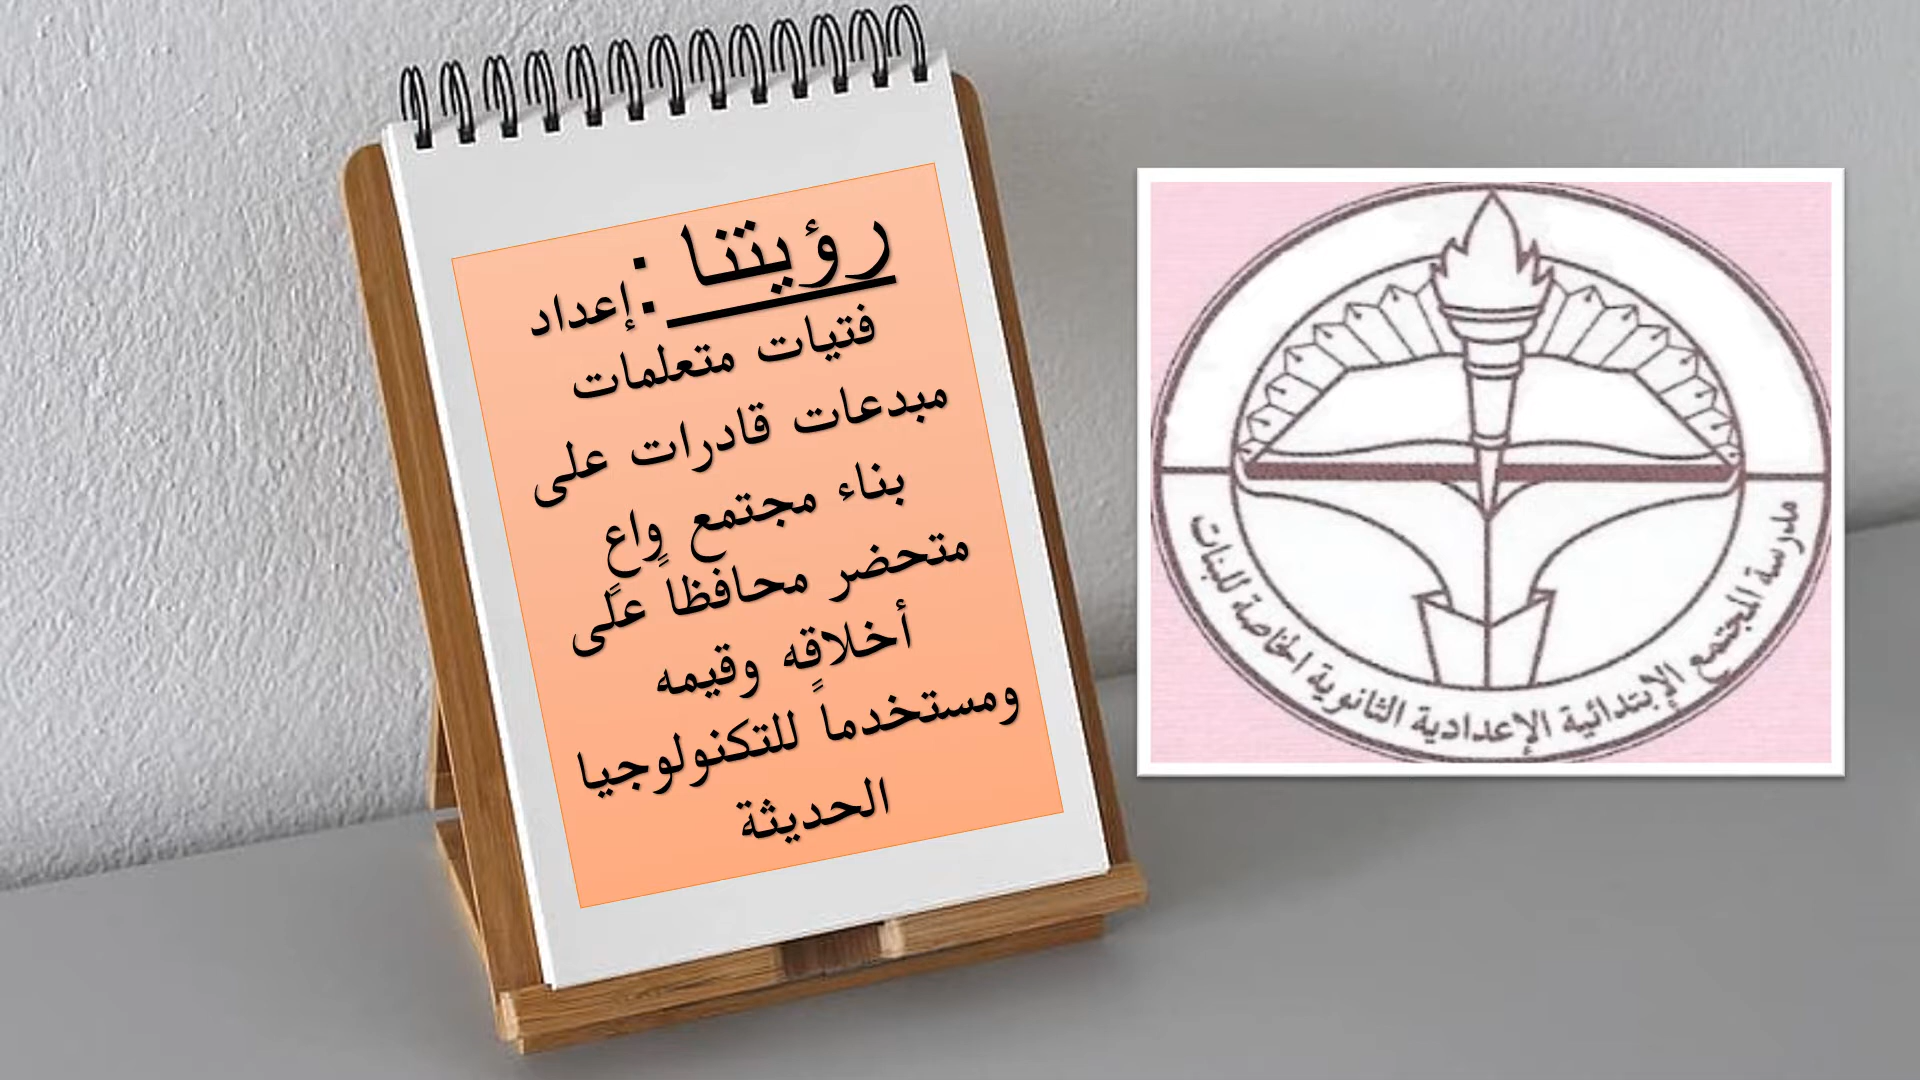 رؤيتنا :إعداد
فتيات متعلمات
مبدعات قادرات على
بناء مجتمع واعٍ
متحضر محافظاً على
أخلاقه وقيمه
ومستخدماً للتكنولوجيا
الحديثة
مدرسة المجتمع الإبتدائية الإعدادية الثانوية الخاصة للبنات